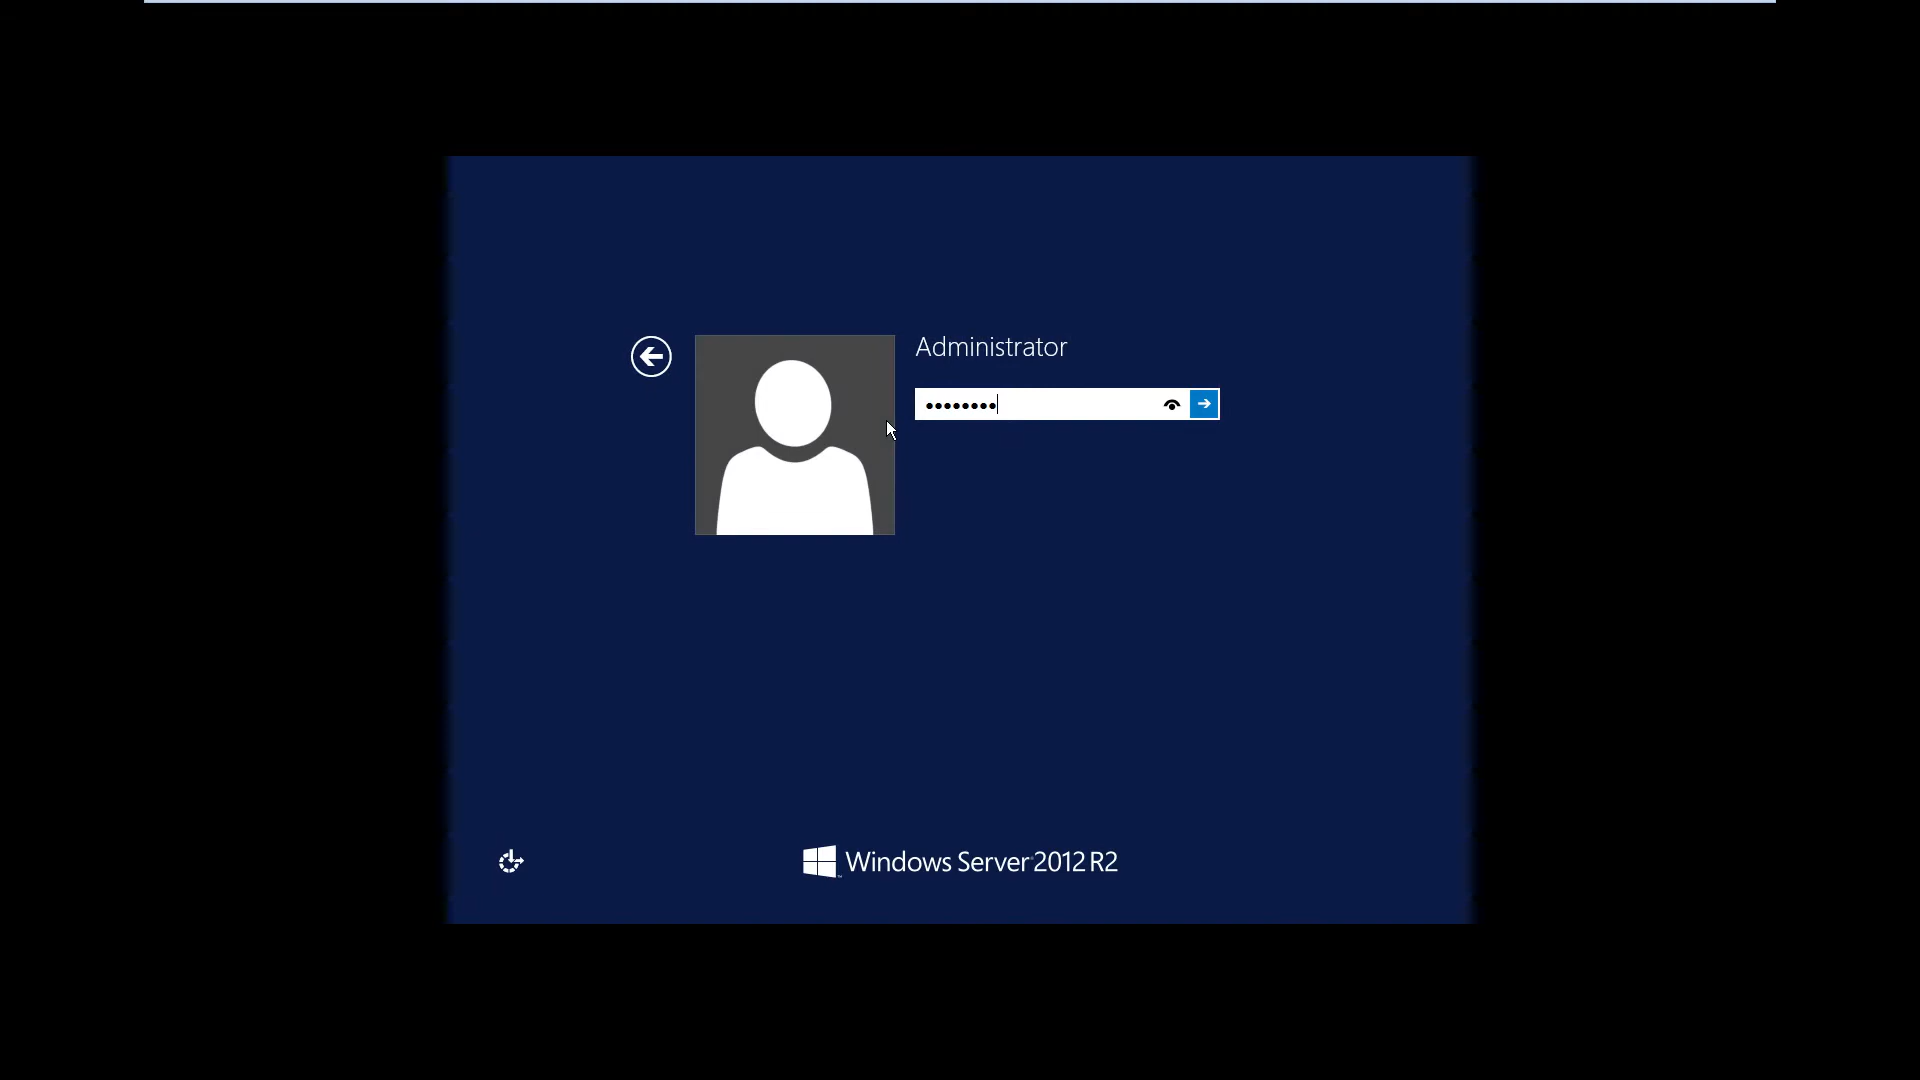 Administrator
••••••••
Windows Server 2012 R2